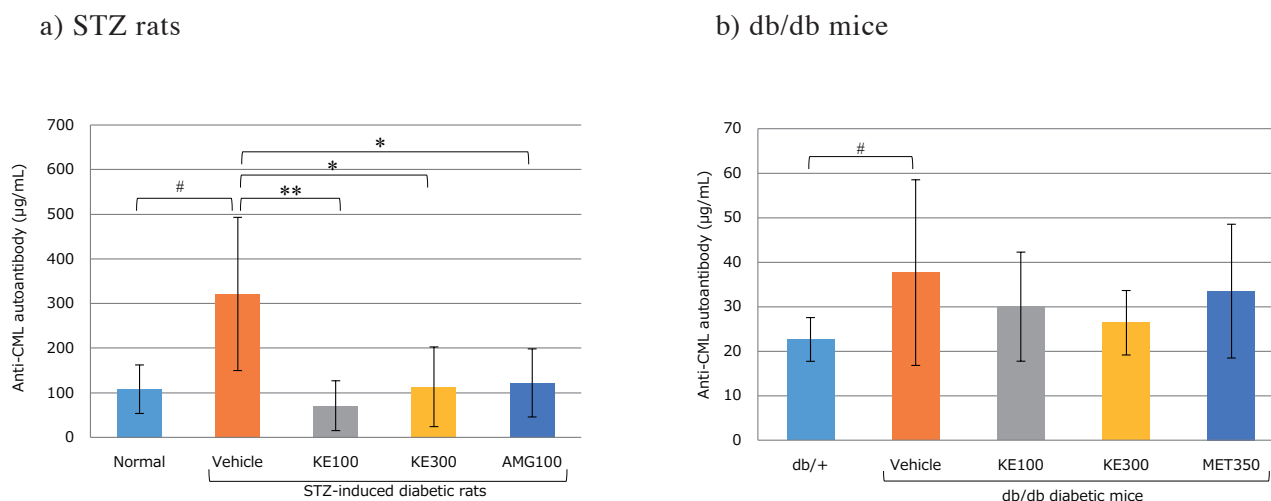 a) STZ rats
Anti-CML autoantibody (µg/mL)
700
600
500
400
300
200
100
0
#
**
*
*
Normal Vehicle KE100 KE300 AMG100
STZ-induced diabetic rats
b) db/db mice
Anti-CML autoantibody (µg/mL)
70
60
50
40
30
20
10
0
#
db/+ Vehicle KE100 KE300 MET350
db/db diabetic mice